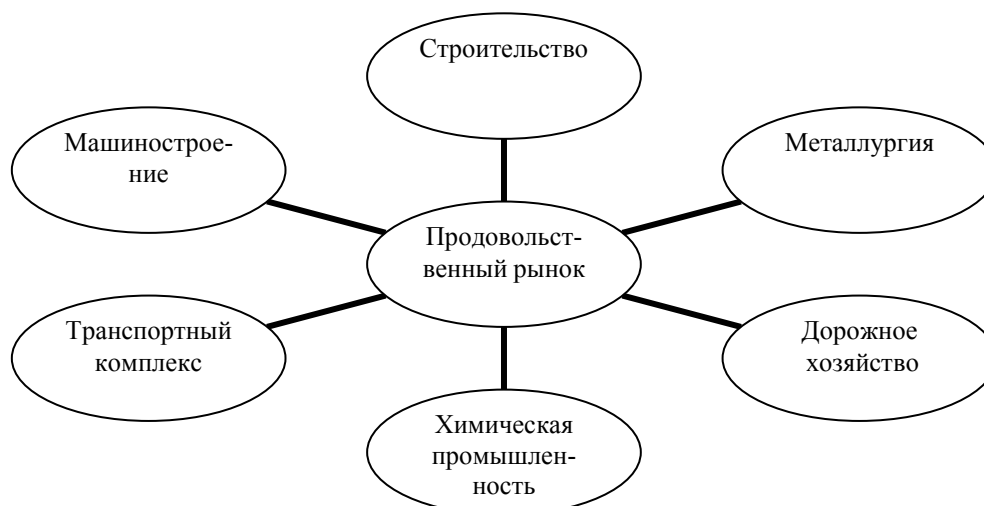 Строительство
Машинострое-
ние
Металлургия
Продовольст-
венный рынок
Транспортный
комплекс
Дорожное
хозяйство
Химическая
промышлен-
ность